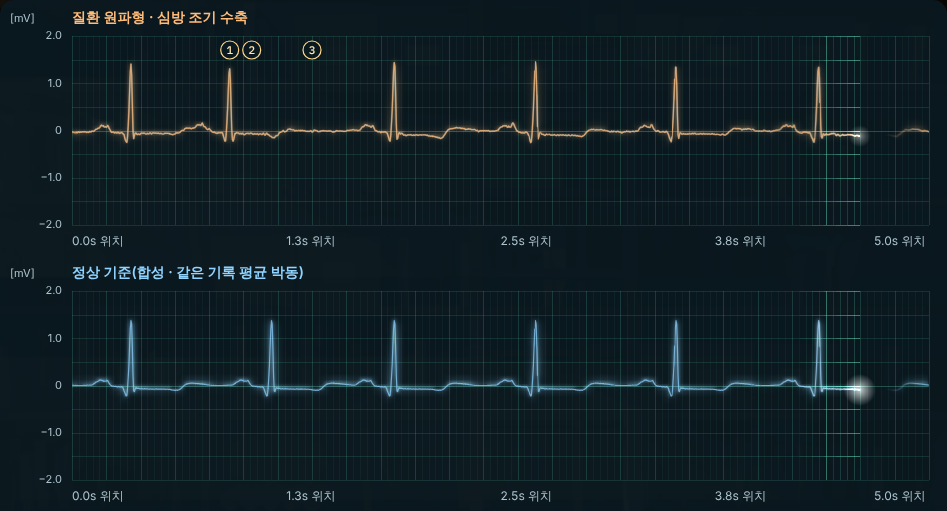 [mV] 질환 원파형 · 심방 조기 수축
2.0
① ② ③
1.0
0
−1.0
−2.0
0.0s 위치 1.3s 위치 2.5s 위치 3.8s 위치 5.0s 위치
[mV] 정상 기준(합성 · 같은 기록 평균 박동)
2.0
1.0
0
−1.0
−2.0
0.0s 위치 1.3s 위치 2.5s 위치 3.8s 위치 5.0s 위치